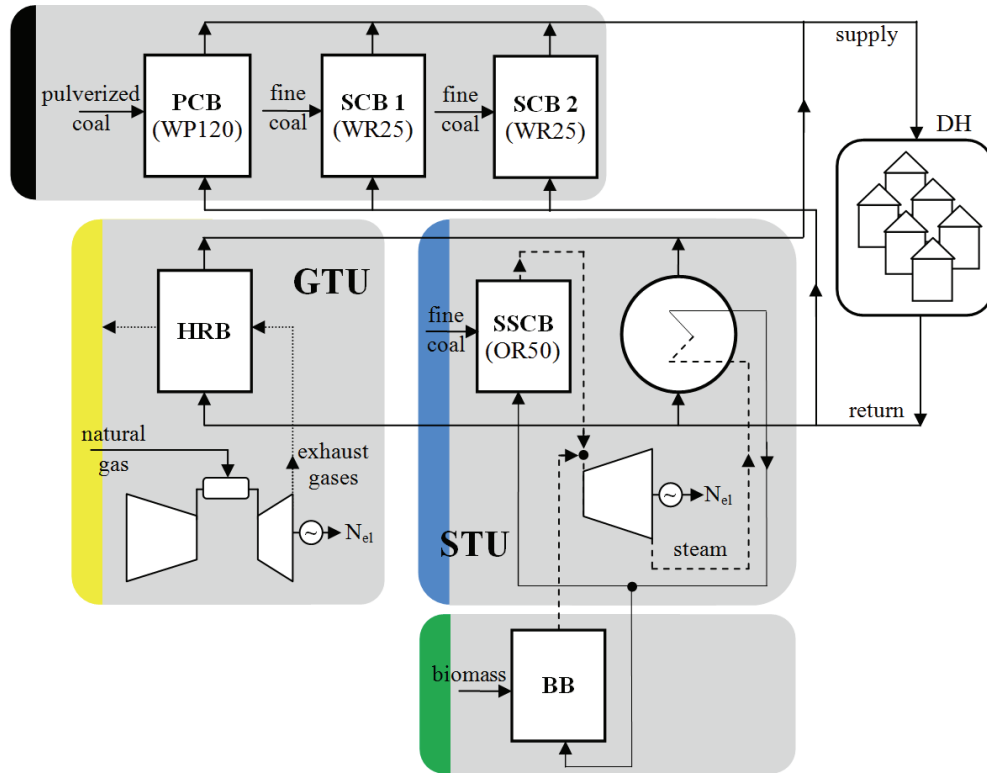 supply
pulverized
coal
PCB
(WP120)
fine
coal
SCB 1
(WR25)
fine
coal
SCB 2
(WR25)
DH
GTU
HRB
natural
gas
exhaust
gases
~
N_el
fine
coal
SSCB
(OR50)
return
~
N_el
steam
STU
biomass
BB